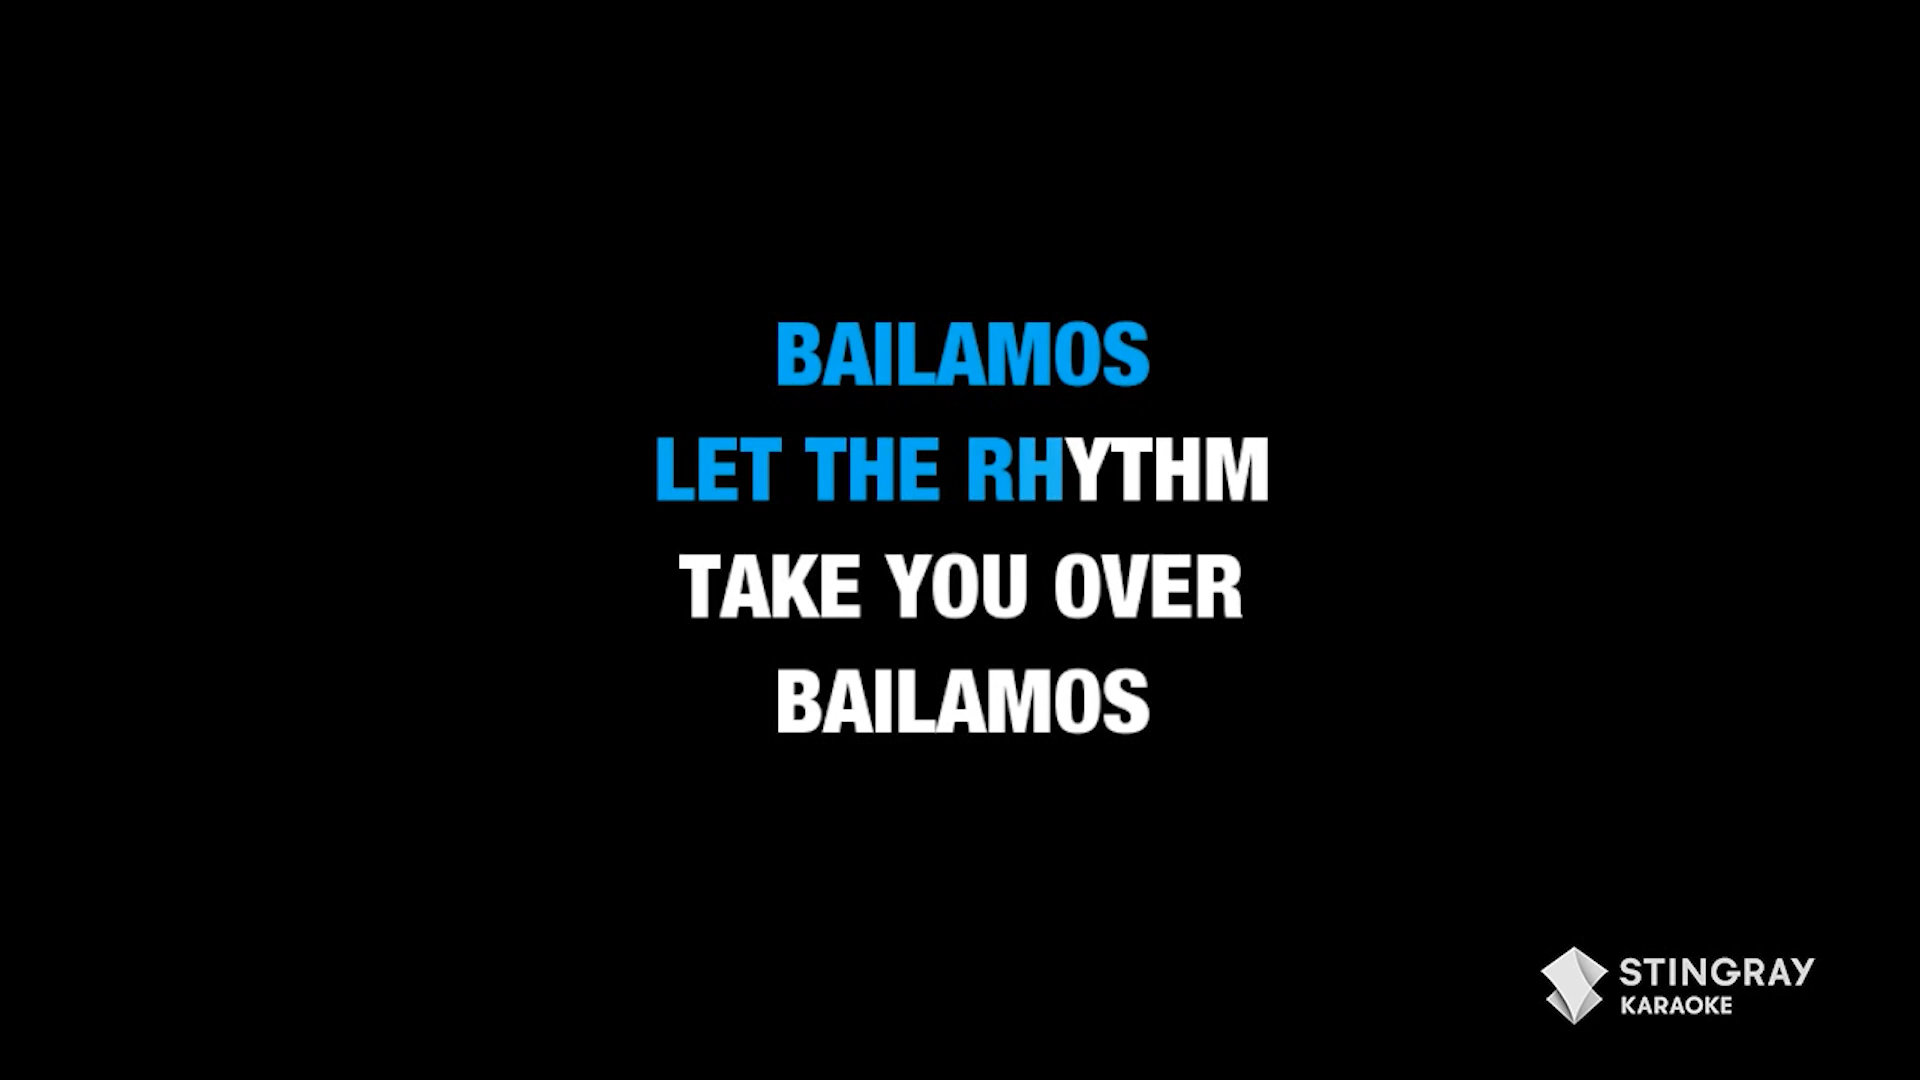 BAILAMOS
LET THE RHYTHM
TAKE YOU OVER
BAILAMOS
STINGRAY
KARAOKE